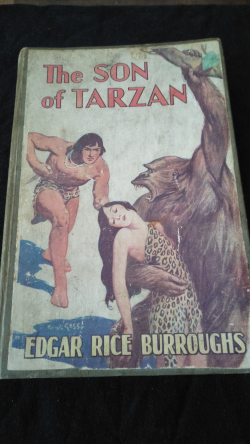 The SON
of TARZAN
EDGAR RICE BURROUGHS